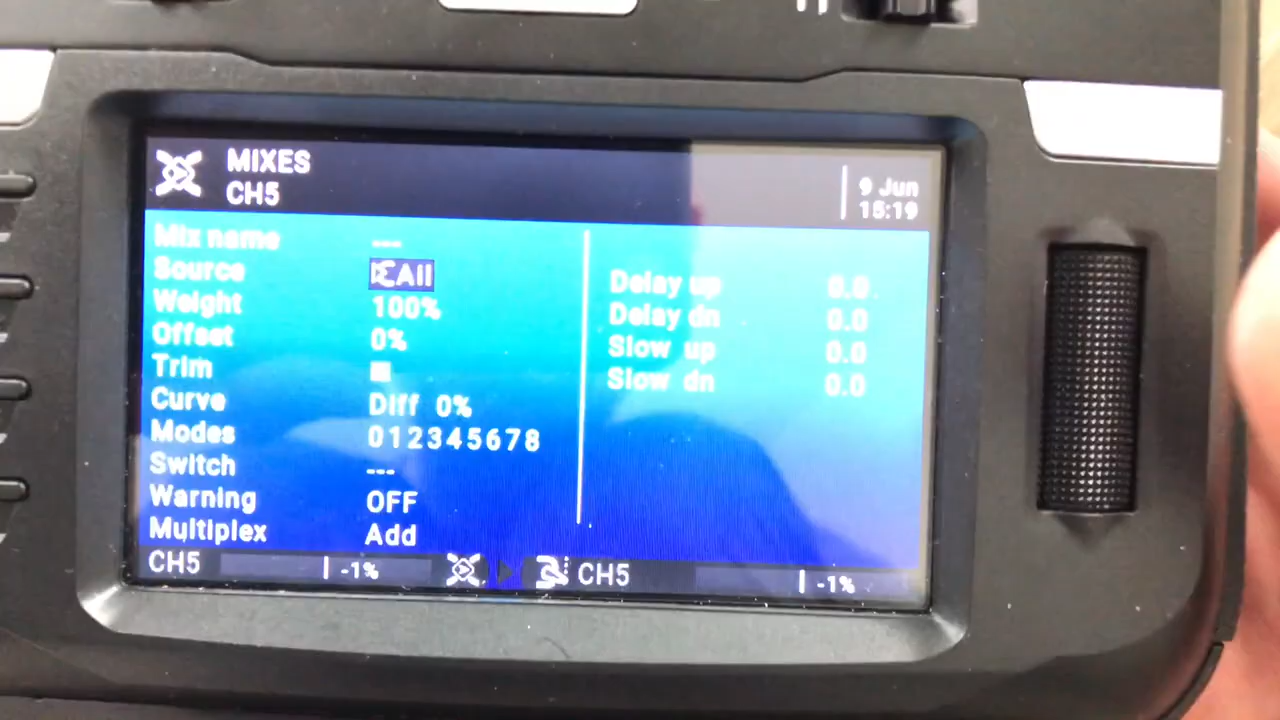 MIXES
CH5
9 Jun
15:19
Mix name ---
Source Ail
Weight 100%
Offset 0%
Trim
Curve Diff 0%
Modes 012345678
Switch ---
Warning OFF
Multiplex Add
Delay up 0.0
Delay dn 0.0
Slow up 0.0
Slow dn 0.0
CH5 -1% CH5 -1%